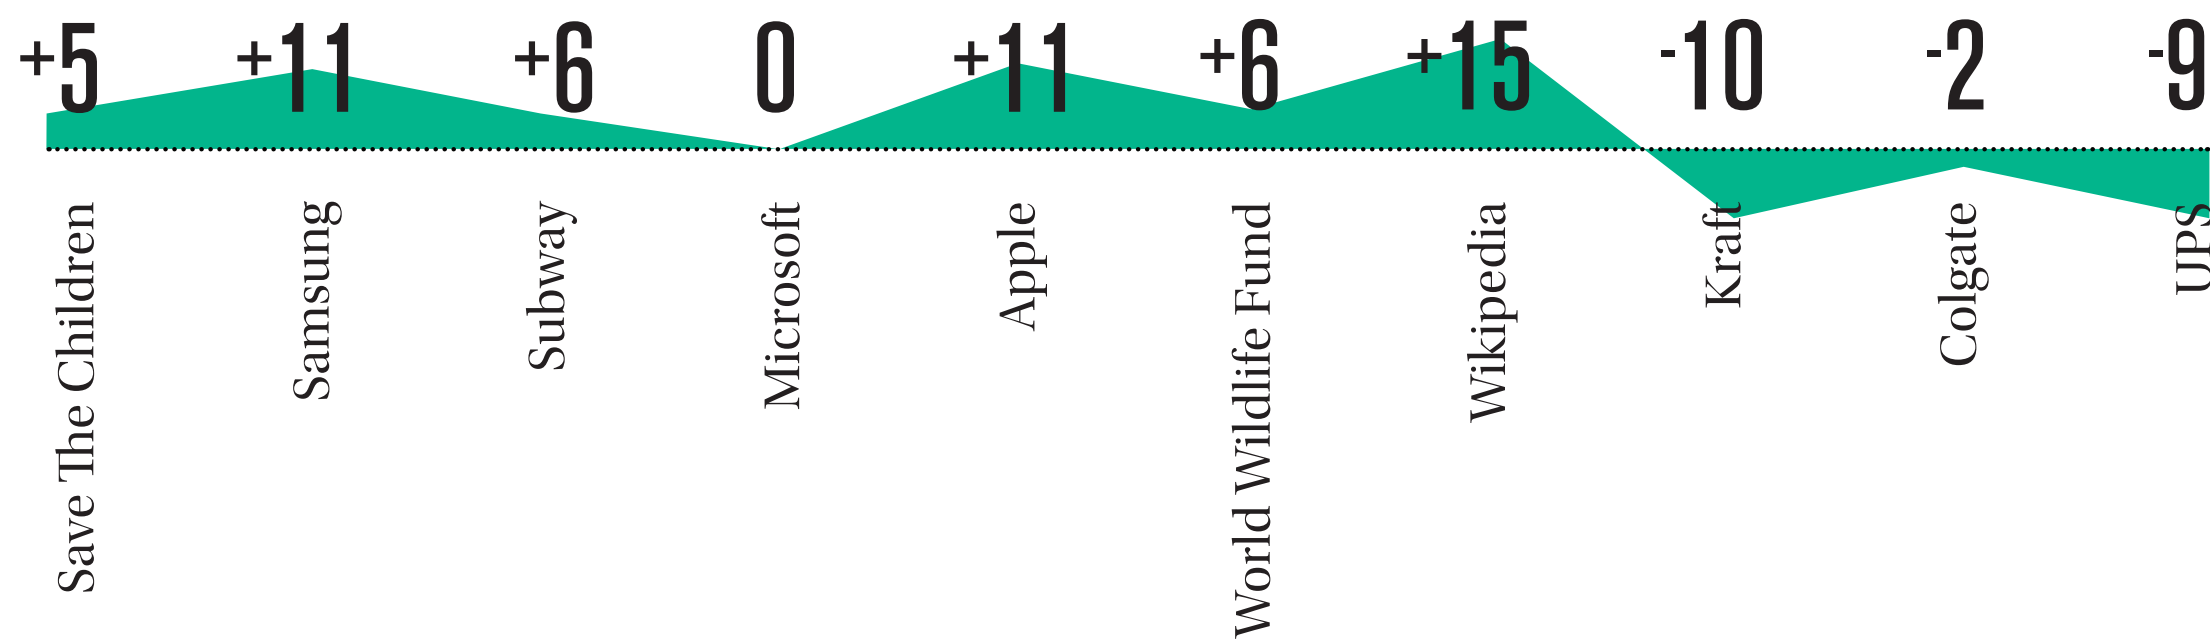 +5 +11 +6 0 +11 +6 +15 -10 -2 -9
Save The Children
Samsung
Subway
Microsoft
Apple
World Wildlife Fund
Wikipedia
Kraft
Colgate
UPS